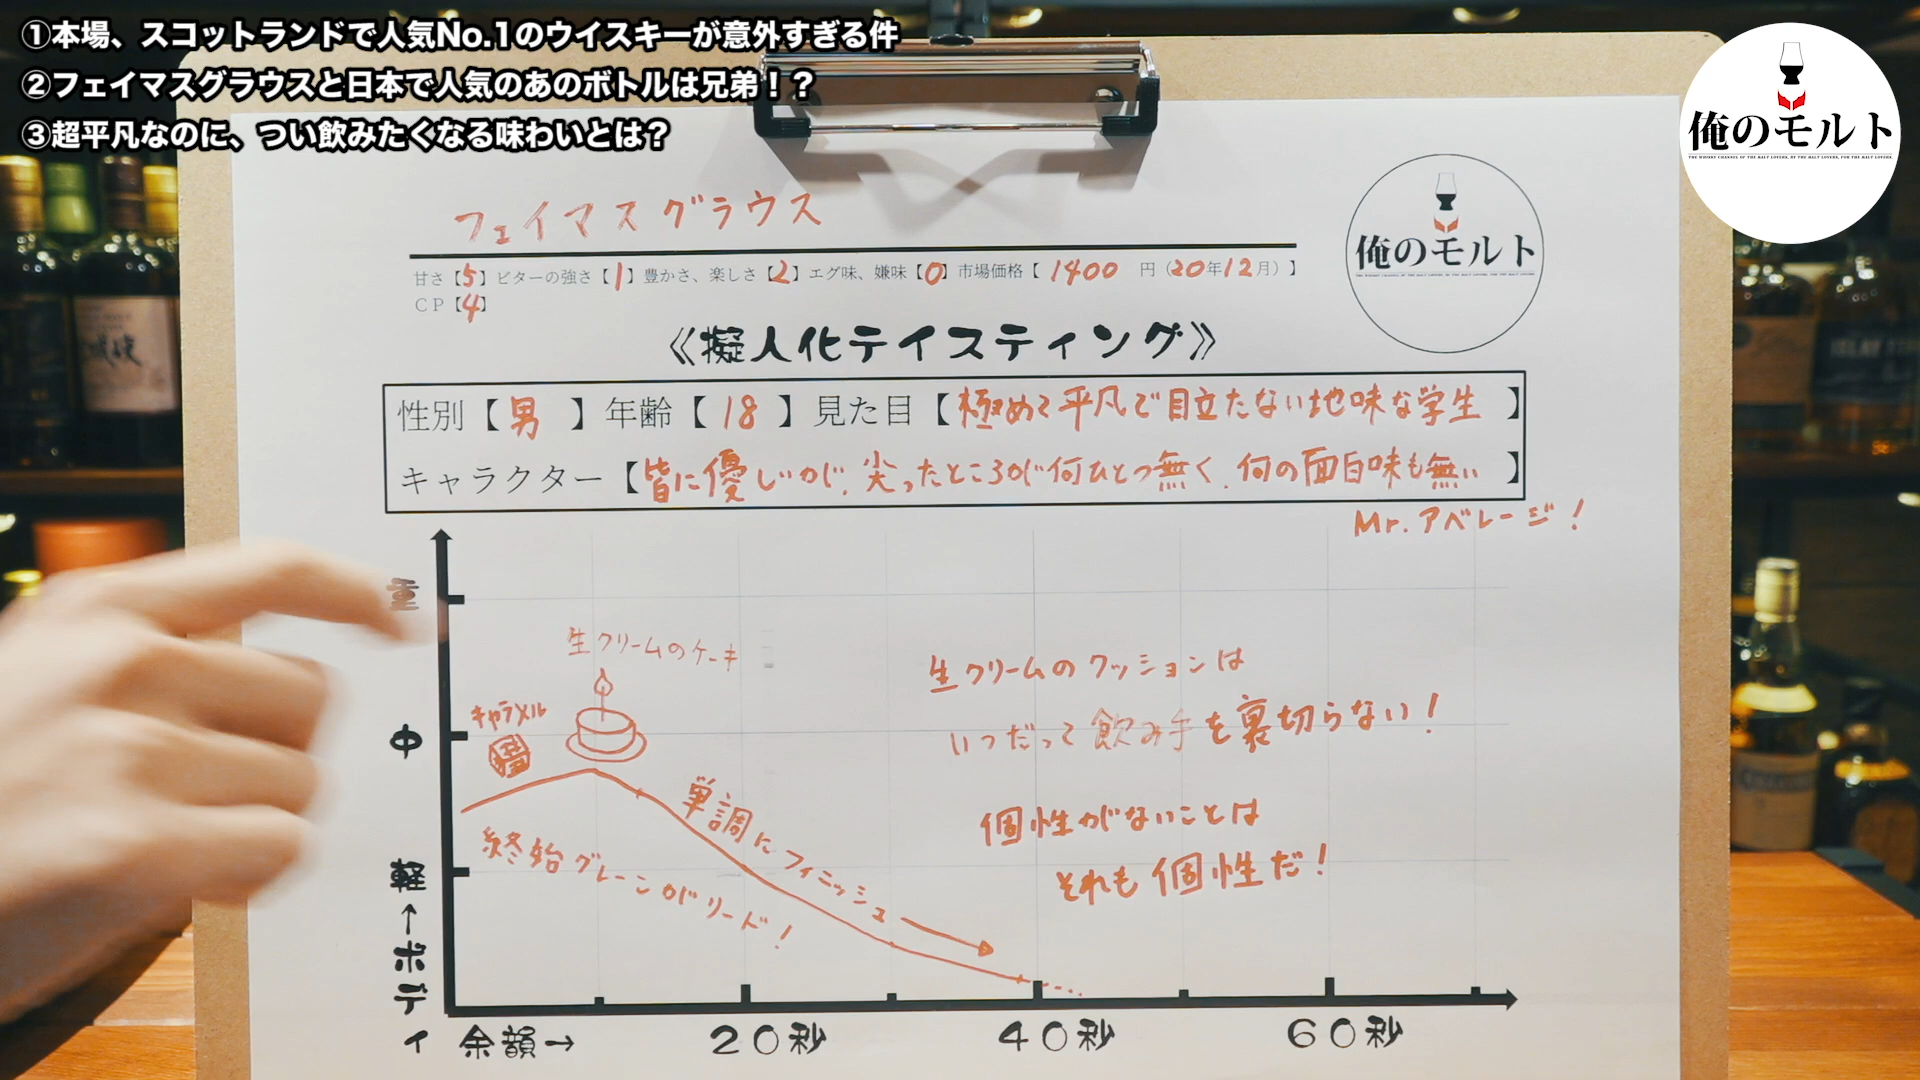 ①本場、スコットランドで人気No.1のウイスキーが意外すぎる件
②フェイマスグラウスと日本で人気のあのボトルは兄弟！？
③超平凡なのに、つい飲みたくなる味わいとは？
俺のモルト
THE WHISKY CHANNEL OF THE MALT LOVERS, BY THE MALT LOVERS, FOR THE MALT LOVERS.
フェイマスグラウス
俺のモルト
甘さ【5】ビターの強さ【1】豊かさ、楽しさ【2】エグ味、嫌味【0】市場価格【1400 円（20年12月）】
ＣＰ【4】
《擬人化テイスティング》
性別【男】年齢【18】見た目【極めて平凡で目立たない地味な学生】
キャラクター【皆に優しいが、尖ったところが何ひとつ無く、何の面白味も無い】
Mr.アベレージ！
重
生クリームのケーキ
生クリームのクッションは
いつだって飲み手を裏切らない！
キャラメル
中
単調にフィニッシュ
個性がないことは
それも個性だ！
終始グレーンがリード！
軽
↑
ボディ
余韻→
20秒
40秒
60秒